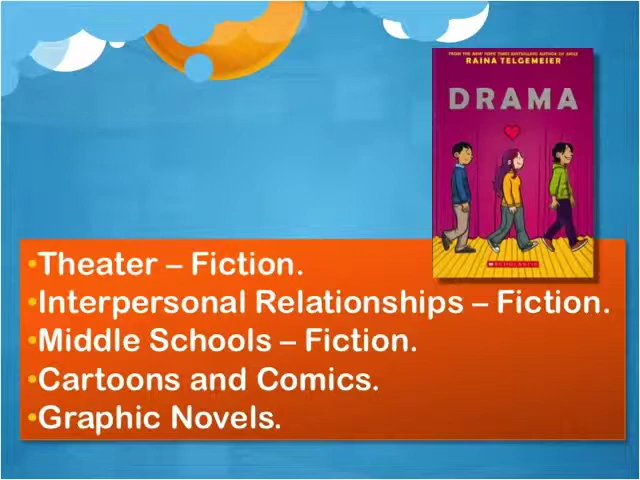 FROM THE NEW YORK TIMES BESTSELLING AUTHOR OF SMILE
RAINA TELGEMEIER
DRAMA
SCHOLASTIC
•Theater – Fiction.
•Interpersonal Relationships – Fiction.
•Middle Schools – Fiction.
•Cartoons and Comics.
•Graphic Novels.